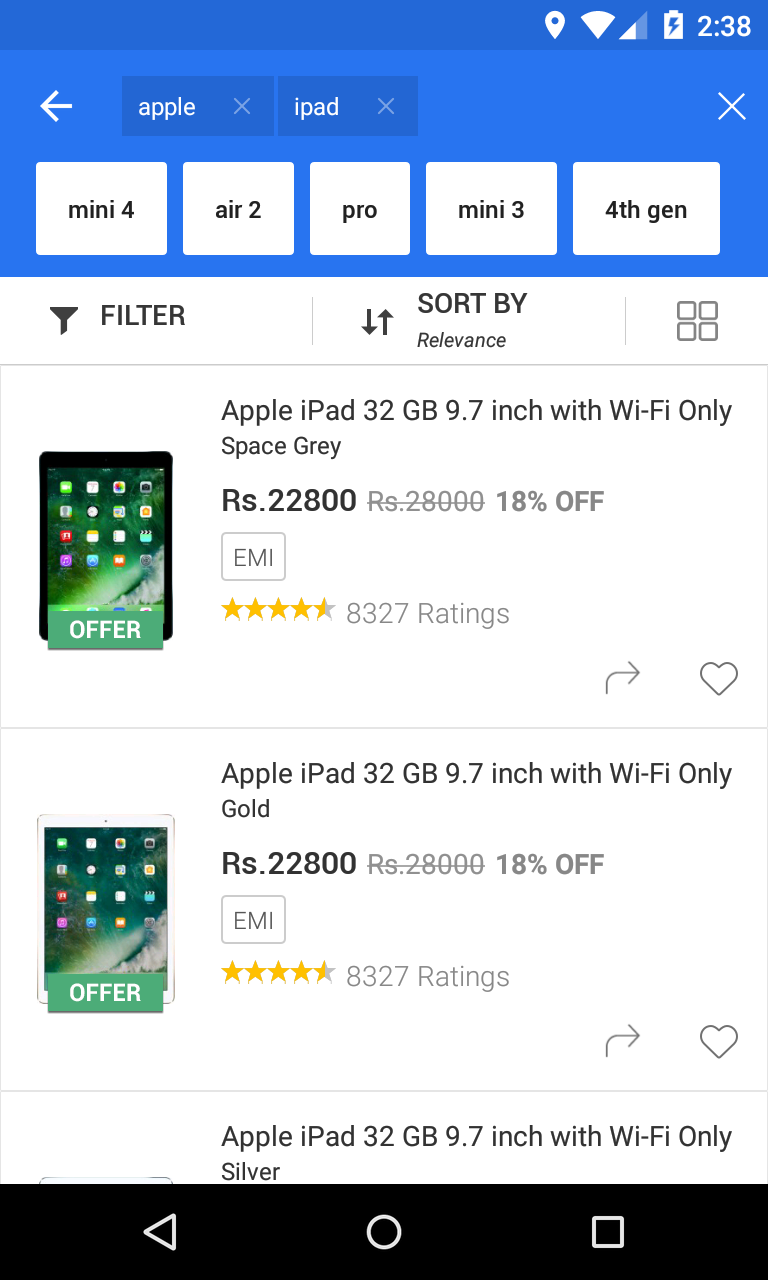 2:38
apple ipad
mini 4 air 2 pro mini 3 4th gen
FILTER
SORT BY
Relevance
Apple iPad 32 GB 9.7 inch with Wi-Fi Only
Space Grey
Rs.22800 Rs.28000 18% OFF
EMI
8327 Ratings
OFFER
Apple iPad 32 GB 9.7 inch with Wi-Fi Only
Gold
Rs.22800 Rs.28000 18% OFF
EMI
8327 Ratings
OFFER
Apple iPad 32 GB 9.7 inch with Wi-Fi Only
Silver